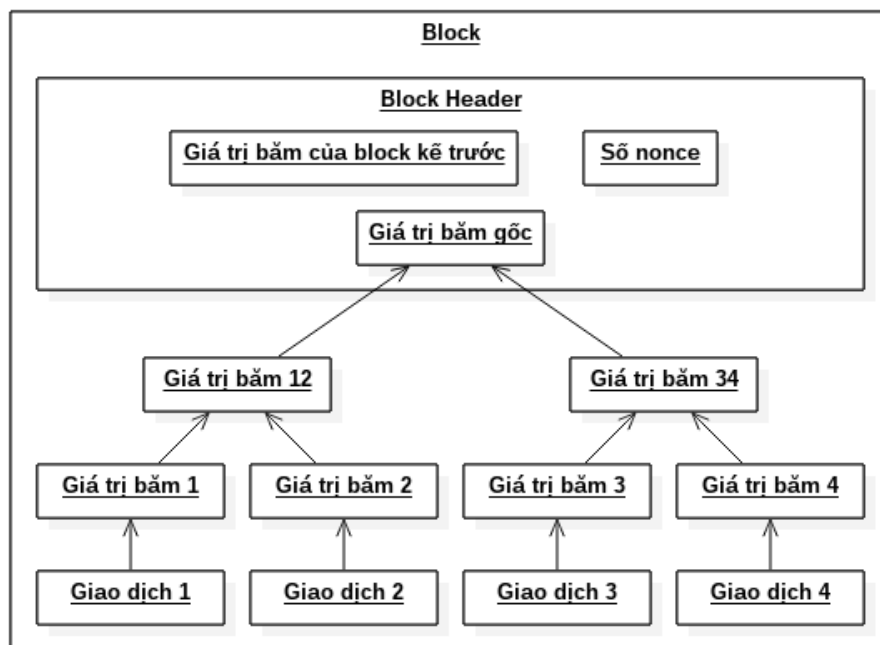 Block
Block Header
Giá trị băm của block kế trước
Số nonce
Giá trị băm gốc
Giá trị băm 12
Giá trị băm 34
Giá trị băm 1
Giá trị băm 2
Giá trị băm 3
Giá trị băm 4
Giao dịch 1
Giao dịch 2
Giao dịch 3
Giao dịch 4